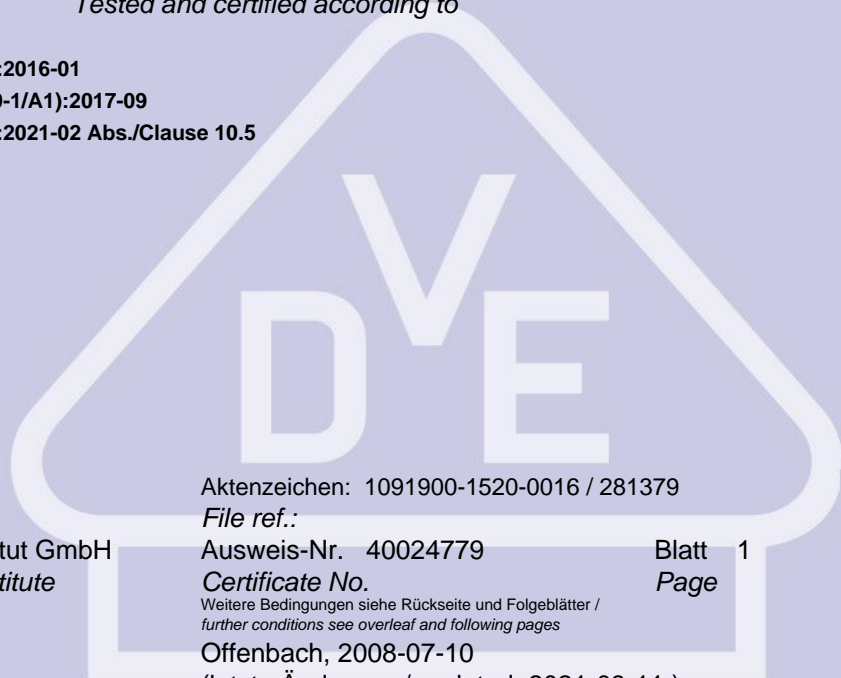 Tested and certified according to
:2016-01
-1/A1):2017-09
:2021-02 Abs./Clause 10.5
DVE
Aktenzeichen: 1091900-1520-0016 / 281379
File ref.:
tut GmbH Ausweis-Nr. 40024779 Blatt 1
titute Certificate No. Page
Weitere Bedingungen siehe Rückseite und Folgeblätter /
further conditions see overleaf and following pages
Offenbach, 2008-07-10